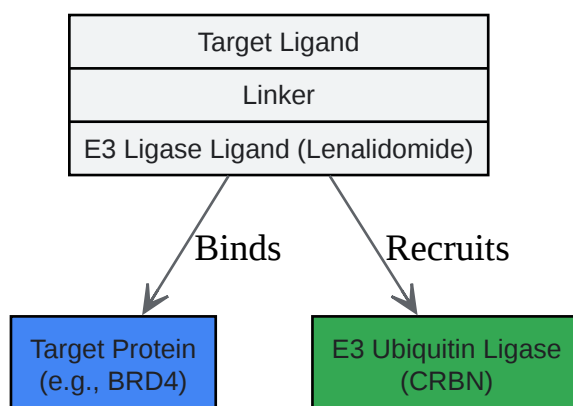 Target Ligand
Linker
E3 Ligase Ligand (Lenalidomide)
Binds
Recruits
Target Protein
(e.g., BRD4)
E3 Ubiquitin Ligase
(CRBN)